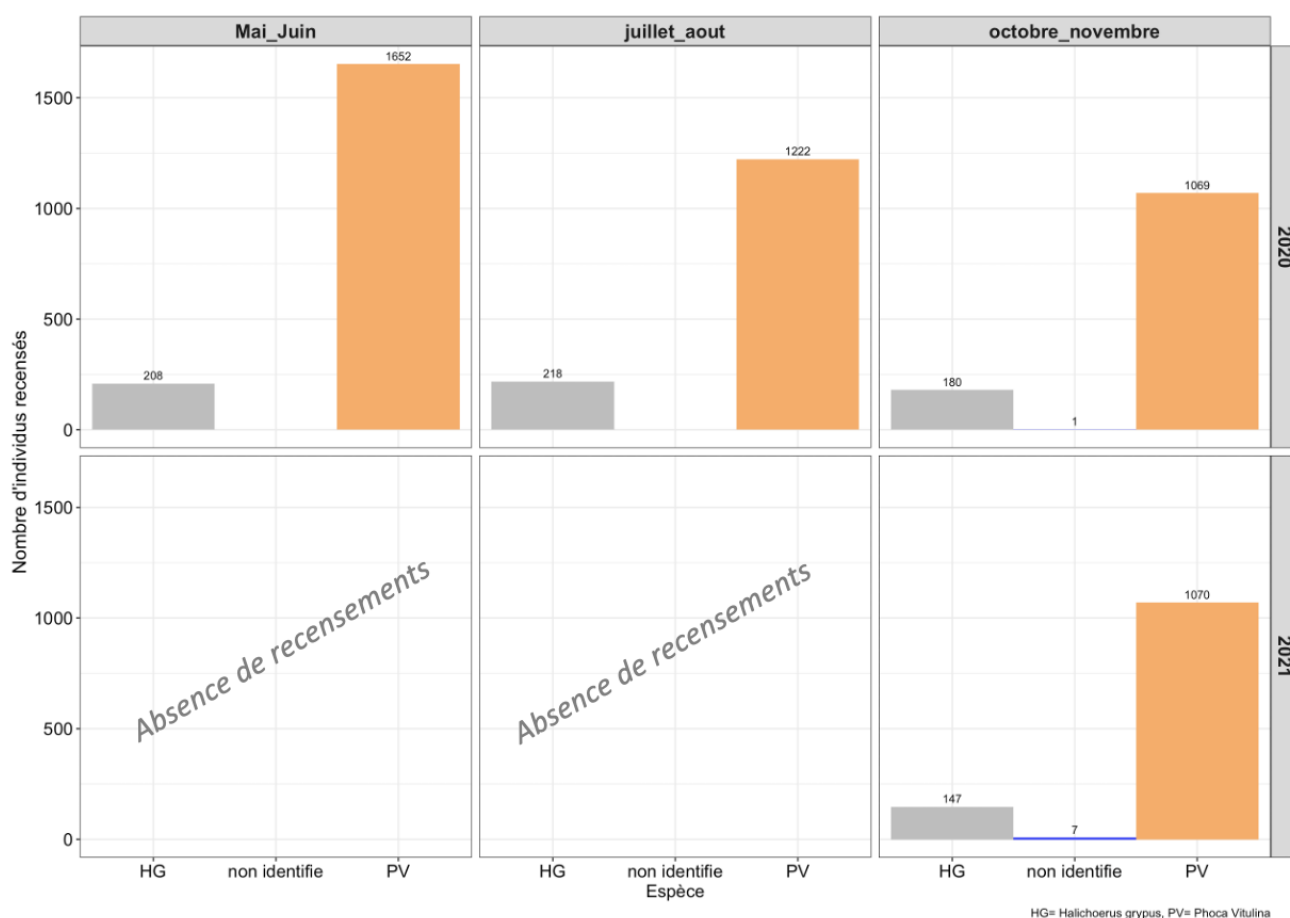 Mai_Juin
juillet_aout
octobre_novembre
1652
1222
1069
208
218
180
1
2020
1500
1000
500
0
Nombre d'individus recensés
Absence de recensements
Absence de recensements
1070
147
7
2021
1500
1000
500
0
HG non identifie PV
HG non identifie PV
HG non identifie PV
Espèce
HG= Halichoerus grypus, PV= Phoca Vitulina